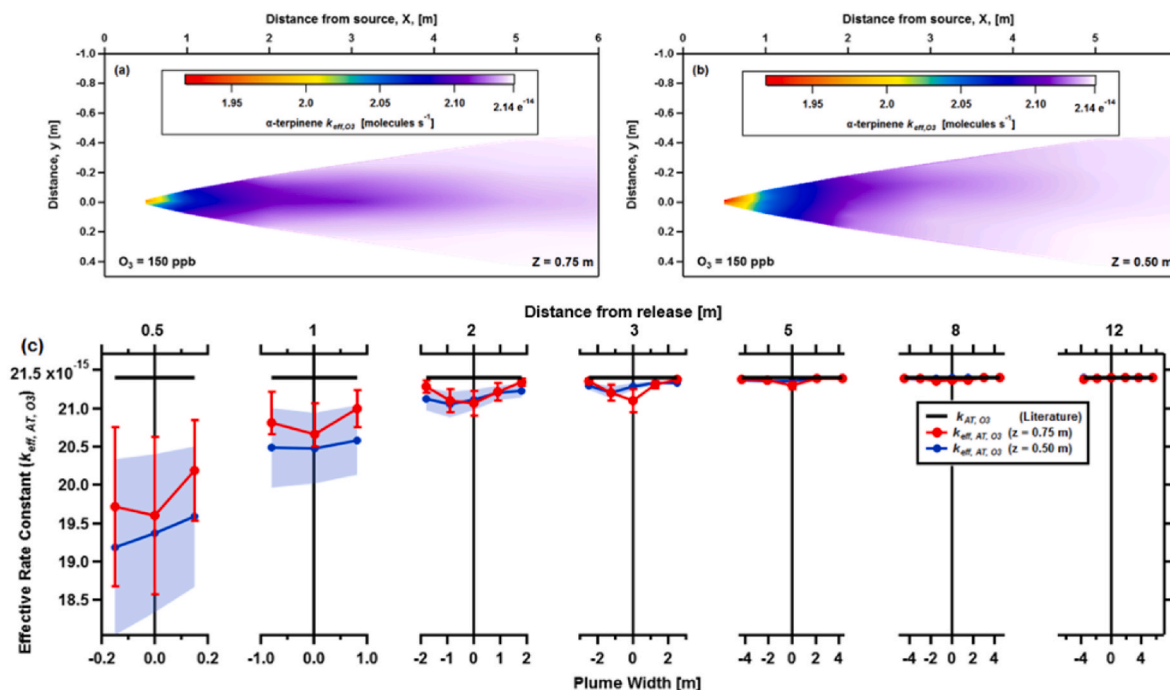 Distance from source, X, [m]
0 1 2 3 4 5 6
(a)
-1.0
-0.8
-0.6
-0.4
-0.2
0.0
0.2
0.4
Distance, y [m]
1.95 2.0 2.05 2.10 2.14 e⁻¹⁴
α-terpinene k_eff,O3 [molecules s⁻¹]
O₃ = 150 ppb
Z = 0.75 m
Distance from source, X, [m]
0 1 2 3 4 5
(b)
-1.0
-0.8
-0.6
-0.4
-0.2
0.0
0.2
0.4
Distance, y [m]
1.95 2.0 2.05 2.10 2.14 e⁻¹⁴
α-terpinene k_eff,O3 [molecules s⁻¹]
O₃ = 150 ppb
Z = 0.50 m
Distance from release [m]
(c)
0.5 1 2 3 5 8 12
21.5 x10⁻¹⁵
21.0
20.5
20.0
19.5
19.0
18.5
Effective Rate Constant (k_eff, AT, O3)
k_AT, O3 (Literature)
k_eff, AT, O3 (z = 0.75 m)
k_eff, AT, O3 (z = 0.50 m)
-0.2 0.0 0.2 -1.0 0.0 1.0 -2 -1 0 1 2 -2 0 2 -4 -2 0 2 4 -4 -2 0 2 4 -4 0 4
Plume Width [m]